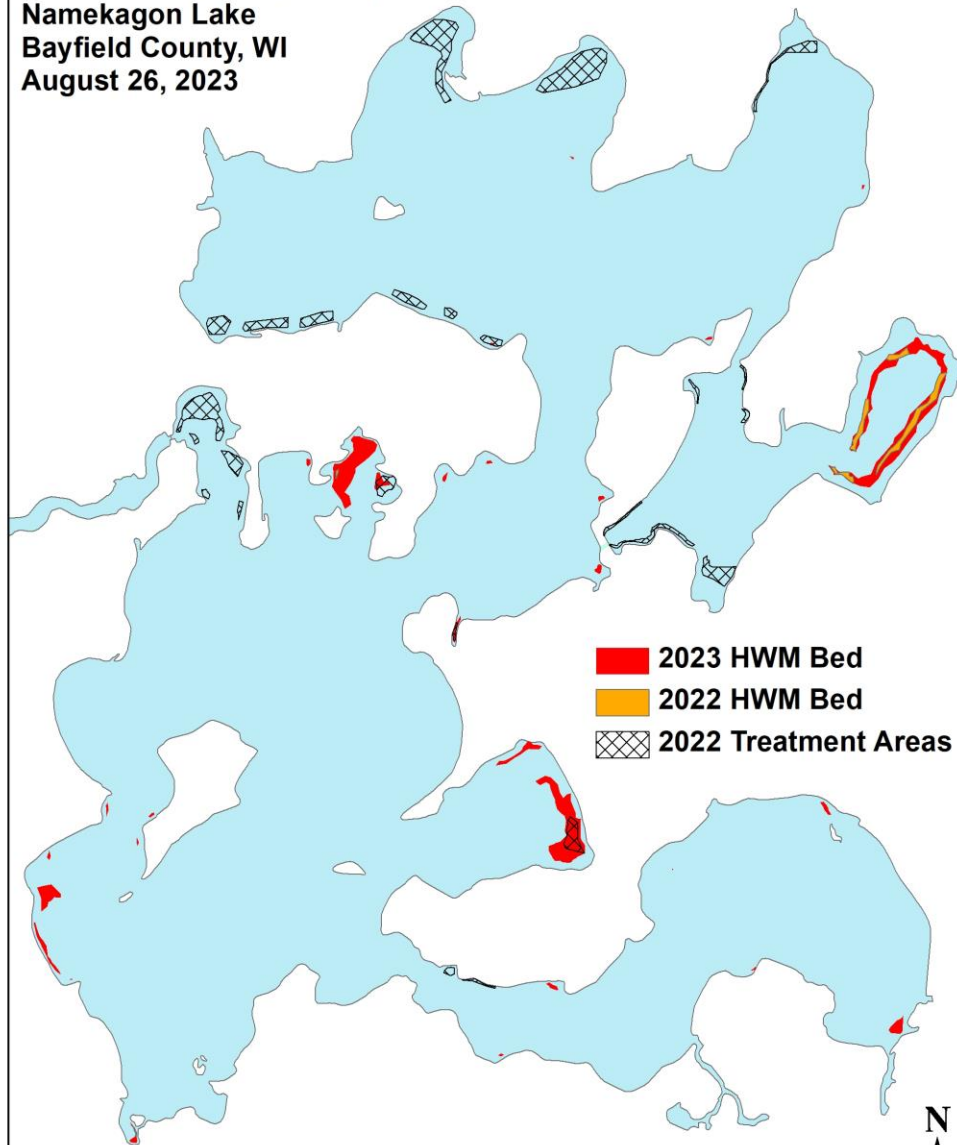 Namekagon Lake
Bayfield County, WI
August 26, 2023
2023 HWM Bed
2022 HWM Bed
2022 Treatment Areas
N